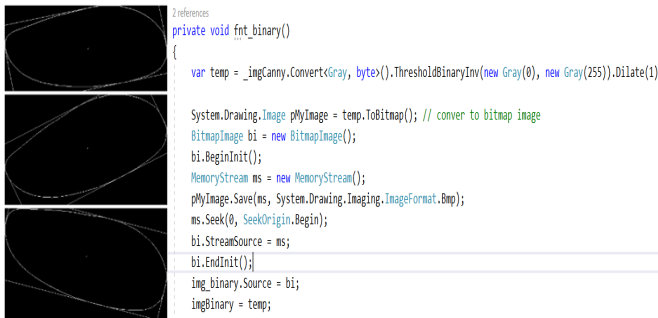 2 references
private void fnt_binary()
{
var temp = _imgCanny.Convert<Gray, byte>().ThresholdBinaryInv(new Gray(0), new Gray(255)).Dilate(1)
System.Drawing.Image pMyImage = temp.ToBitmap(); // conver to bitmap image
BitmapImage bi = new BitmapImage();
bi.BeginInit();
MemoryStream ms = new MemoryStream();
pMyImage.Save(ms, System.Drawing.Imaging.ImageFormat.Bmp);
ms.Seek(0, SeekOrigin.Begin);
bi.StreamSource = ms;
bi.EndInit();
img_binary.Source = bi;
imgBinary = temp;